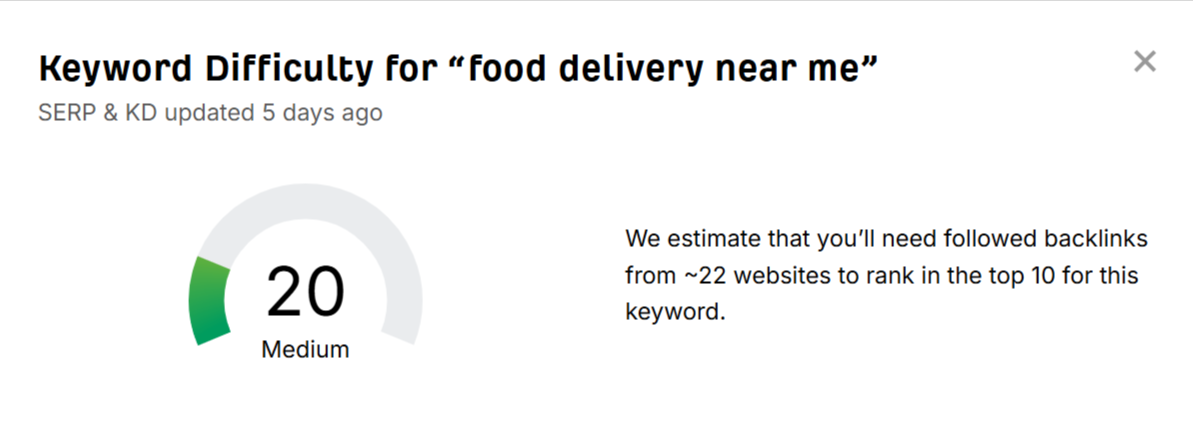 Keyword Difficulty for “food delivery near me”
SERP & KD updated 5 days ago
20
Medium
We estimate that you’ll need followed backlinks
from ~22 websites to rank in the top 10 for this
keyword.